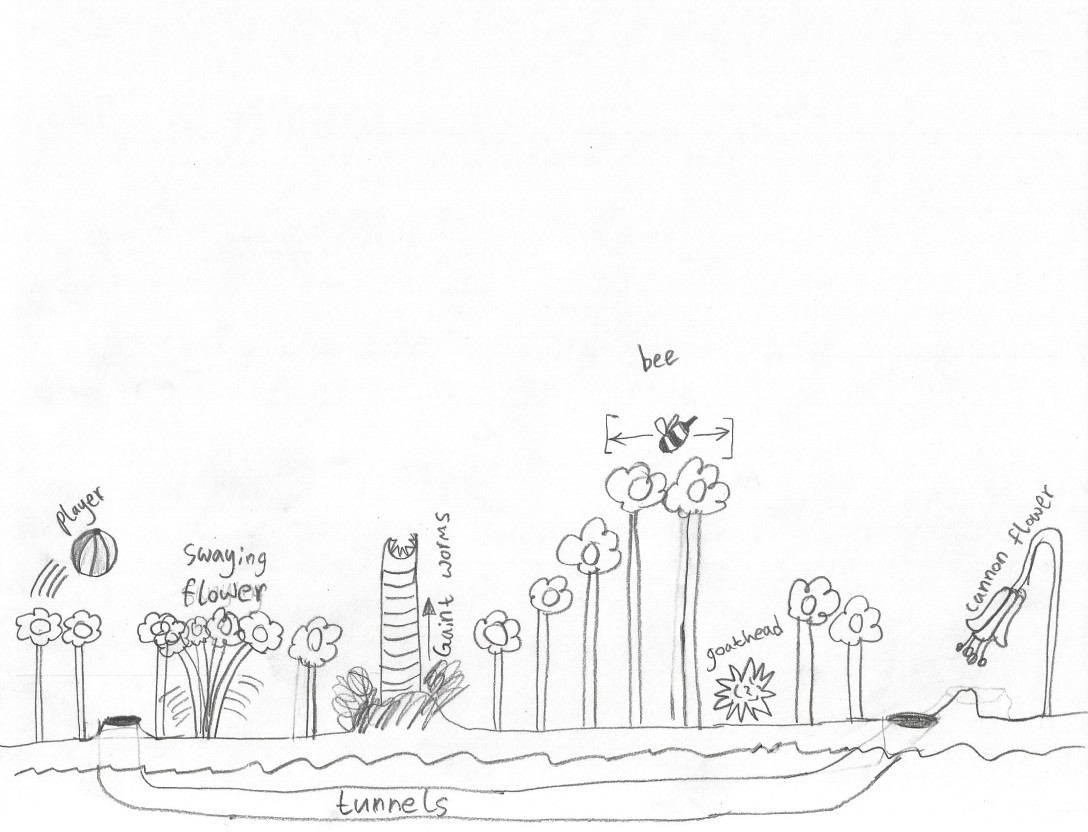 bee
player
swaying
flower
Gaint worms
cannon flower
goathead
tunnels